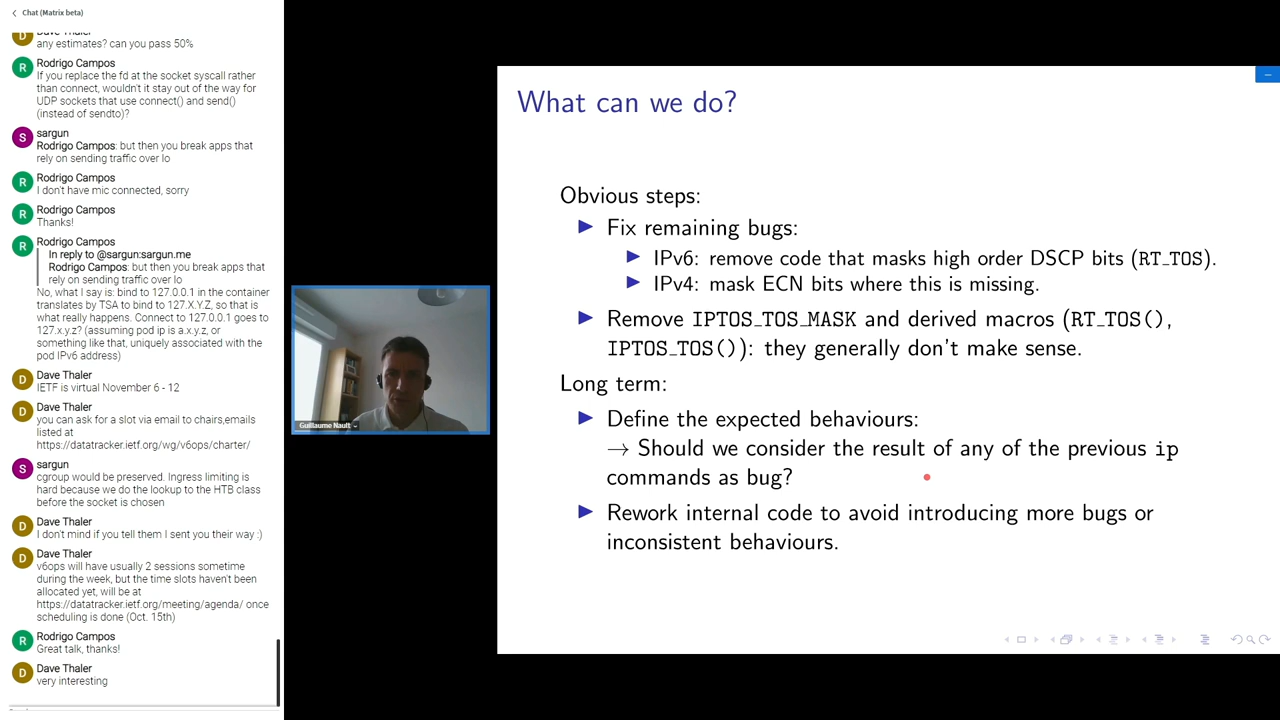 Chat (Matrix beta)
Dave Thaler
any estimates? can you pass 50%
Rodrigo Campos
If you replace the fd at the socket syscall rather
than connect, wouldn't it stay out of the way for
UDP sockets that use connect() and send()
(instead of sendto)?
sargun
Rodrigo Campos: but then you break apps that
rely on sending traffic over lo
Rodrigo Campos
I don't have mic connected, sorry
Rodrigo Campos
Thanks!
Rodrigo Campos
In reply to @sargun:sargun.me
Rodrigo Campos: but then you break apps that
rely on sending traffic over lo
No, what I say is: bind to 127.0.0.1 in the container
translates by TSA to bind to 127.X.Y.Z, so that is
what really happens. Connect to 127.0.0.1 goes to
127.x.y.z? (assuming pod ip is a.x.y.z, or
something like that, uniquely associated with the
pod IPv6 address)
Dave Thaler
IETF is virtual November 6 - 12
Dave Thaler
you can ask for a slot via email to chairs,emails
listed at
https://datatracker.ietf.org/wg/v6ops/charter/
sargun
cgroup would be preserved. Ingress limiting is
hard because we do the lookup to the HTB class
before the socket is chosen
Dave Thaler
I don't mind if you tell them I sent you their way :)
Dave Thaler
v6ops will have usually 2 sessions sometime
during the week, but the time slots haven't been
allocated yet, will be at
https://datatracker.ietf.org/meeting/agenda/ once
scheduling is done (Oct. 15th)
Rodrigo Campos
Great talk, thanks!
Dave Thaler
very interesting
Guillaume Nault
What can we do?
Obvious steps:
Fix remaining bugs:
IPv6: remove code that masks high order DSCP bits (RT_TOS).
IPv4: mask ECN bits where this is missing.
Remove IPTOS_TOS_MASK and derived macros (RT_TOS(),
IPTOS_TOS()): they generally don't make sense.
Long term:
Define the expected behaviours:
→ Should we consider the result of any of the previous ip
commands as bug?
Rework internal code to avoid introducing more bugs or
inconsistent behaviours.